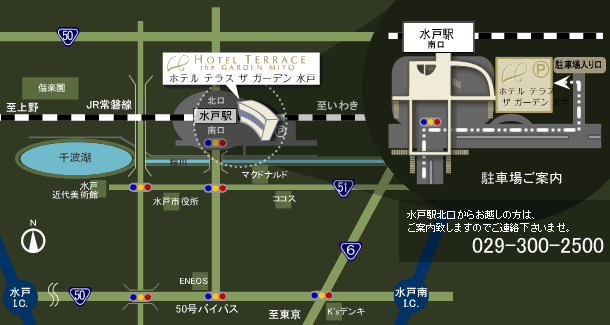 50
HOTEL TERRACE
the GARDEN MITO
ホテル テラス ザ ガーデン 水戸
偕楽園
至上野
JR常磐線
北口
水戸駅
南口
至いわき
P
千波湖
桜川
マクドナルド
水戸
近代美術館
水戸市役所
ココス
51
N
6
ENEOS
水戸
I.C.
50
50号バイパス
至東京
K'sデンキ
水戸南
I.C.
水戸駅
南口
P
駐車場入り口
ホテル テラス
ザ ガーデン 水戸
駐車場ご案内
水戸駅北口からお越しの方は、
ご案内致しますのでご連絡下さいませ。
029-300-2500